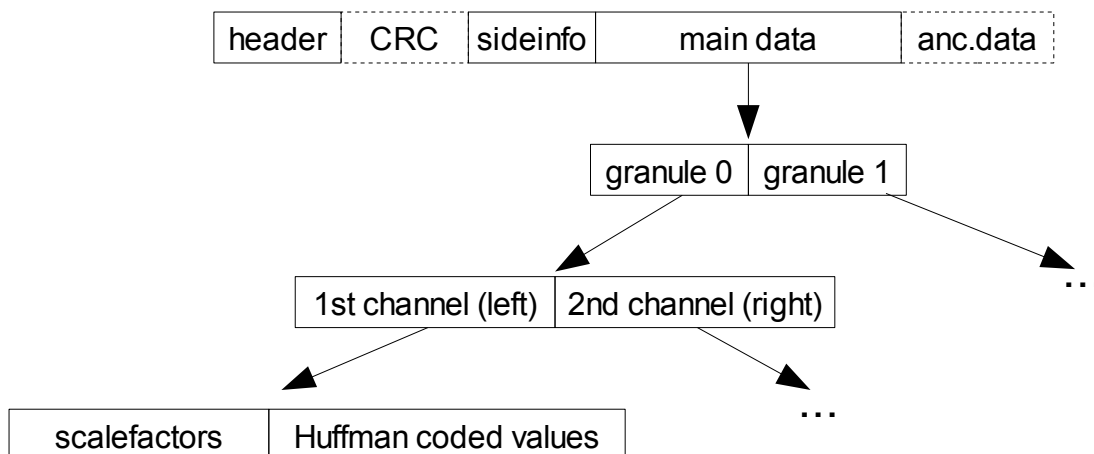 header CRC sideinfo main data anc.data
granule 0 granule 1
..
1st channel (left) 2nd channel (right)
...
scalefactors Huffman coded values